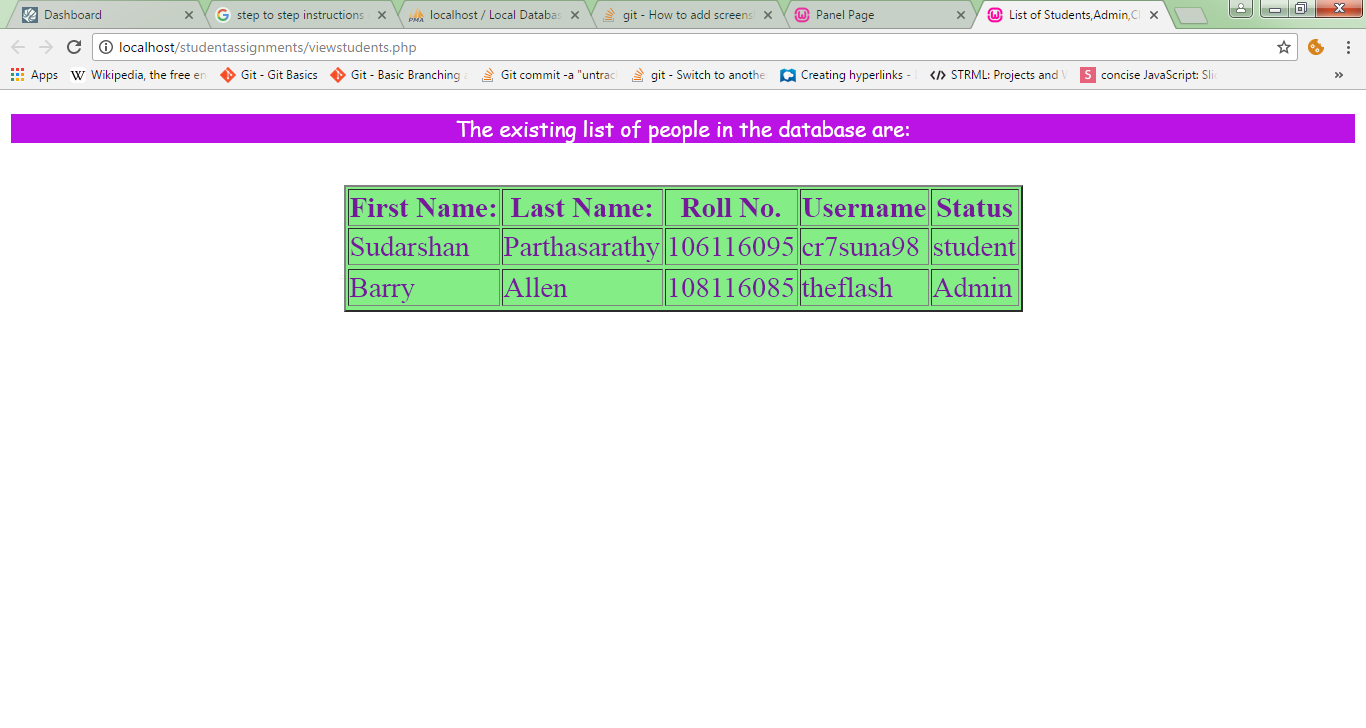 Dashboard step to step instructions localhost / Local Databas git - How to add screens Panel Page List of Students,Admin,Cl
localhost/studentassignments/viewstudents.php
Apps Wikipedia, the free en Git - Git Basics Git - Basic Branching Git commit -a "untrac git - Switch to anothe Creating hyperlinks - STRML: Projects and concise JavaScript: Slic »
The existing list of people in the database are:
First Name: Last Name: Roll No. Username Status
Sudarshan Parthasarathy 106116095 cr7suna98 student
Barry Allen 108116085 theflash Admin